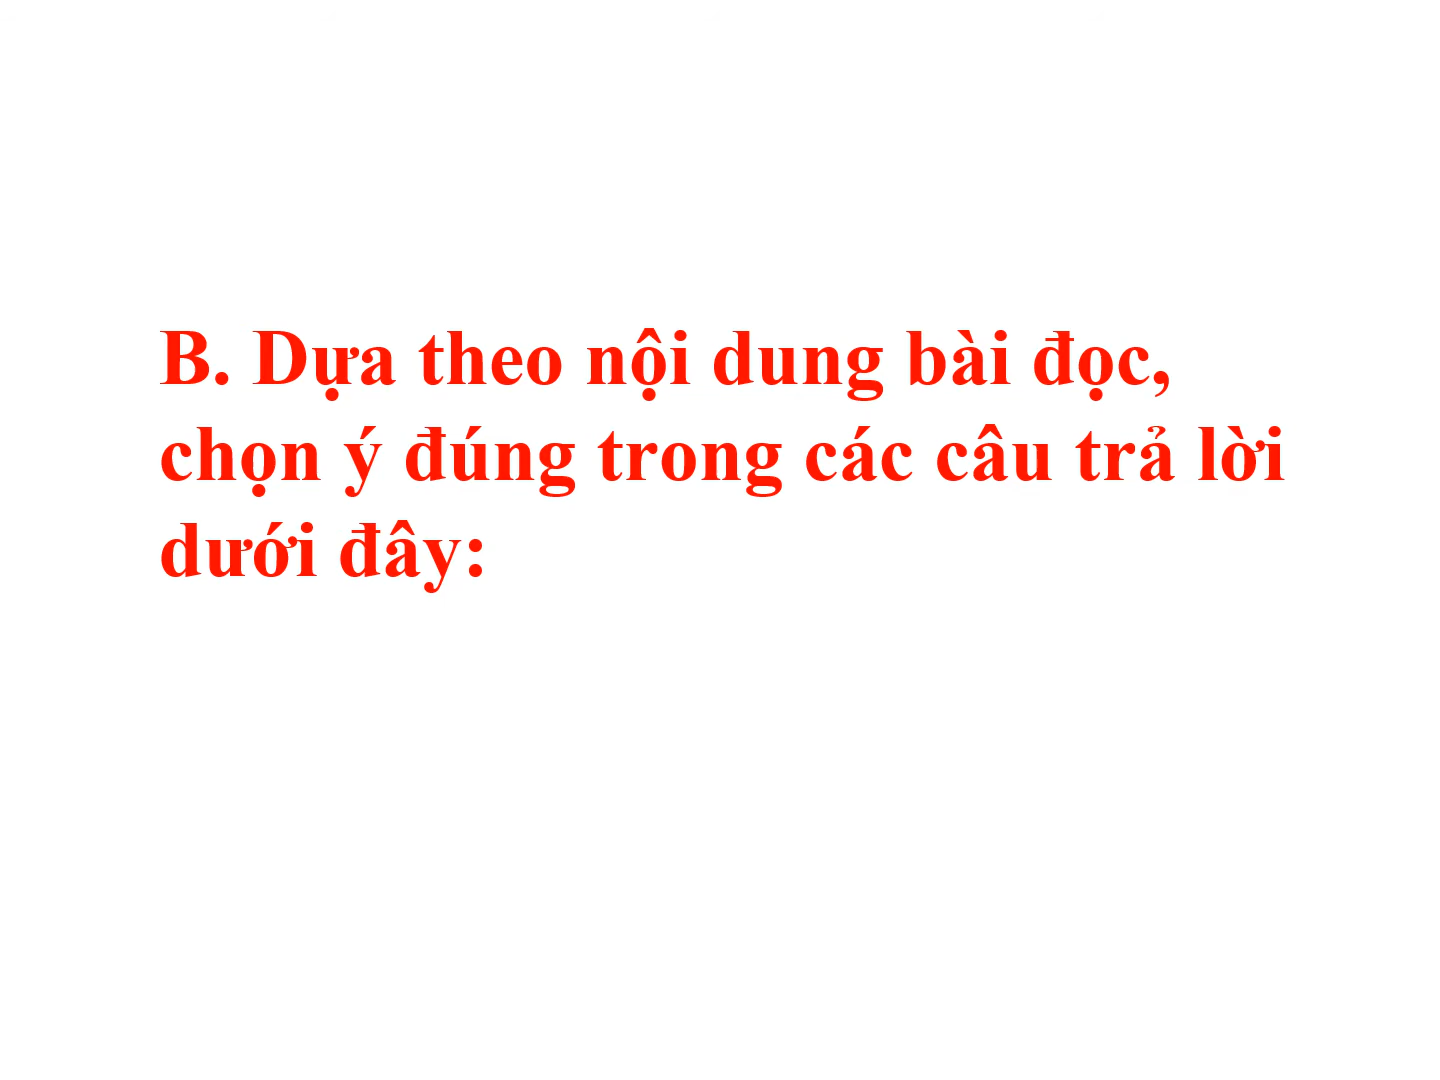 B. Dựa theo nội dung bài đọc,
chọn ý đúng trong các câu trả lời
dưới đây: